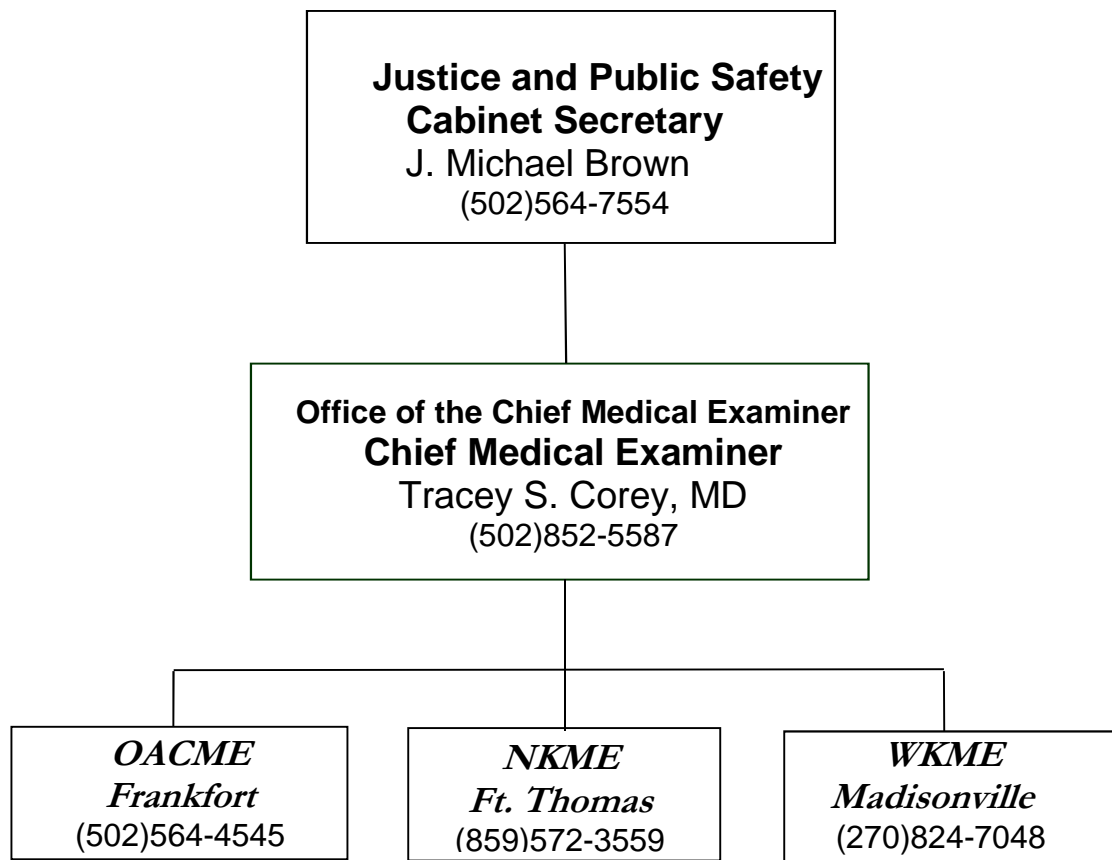 Justice and Public Safety
Cabinet Secretary
J. Michael Brown
(502)564-7554
Office of the Chief Medical Examiner
Chief Medical Examiner
Tracey S. Corey, MD
(502)852-5587
OACME
Frankfort
(502)564-4545
NKME
Ft. Thomas
(859)572-3559
WKME
Madisonville
(270)824-7048